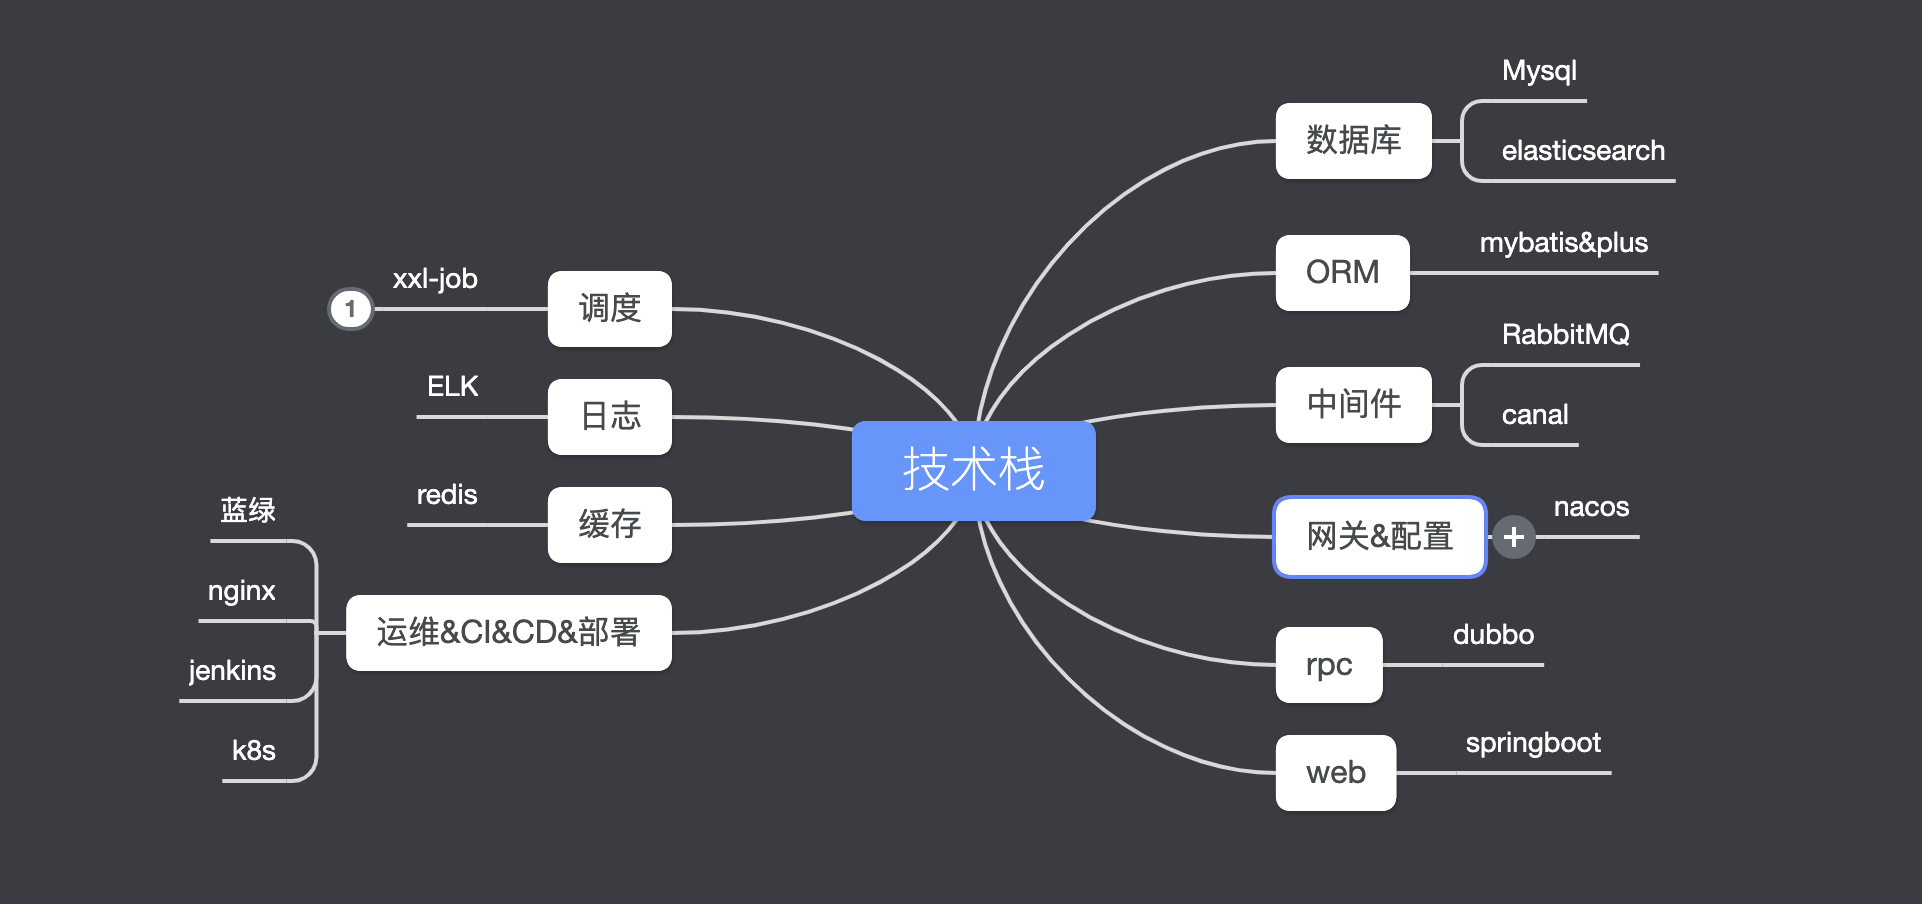 技术栈
数据库
Mysql
elasticsearch
ORM
mybatis&plus
中间件
RabbitMQ
canal
网关&配置
nacos
rpc
dubbo
web
springboot
调度
xxl-job
1
日志
ELK
缓存
redis
运维&CI&CD&部署
蓝绿
nginx
jenkins
k8s